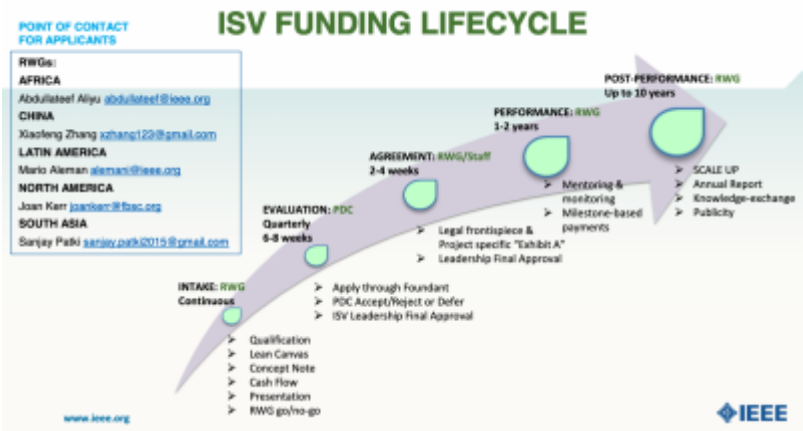 ISV FUNDING LIFECYCLE
POINT OF CONTACT
FOR APPLICANTS
RWGs:
AFRICA
Abdullateef Aliyu abdullateef@ieee.org
CHINA
Xiaofeng Zhang xzhang123@gmail.com
LATIN AMERICA
Mario Aleman alemani@ieee.org
NORTH AMERICA
Joan Kerr joankerr@fbsc.org
SOUTH ASIA
Sanjay Patki sanjay.patki2015@gmail.com
INTAKE: RWG
Continuous
➢ Qualification
➢ Lean Canvas
➢ Concept Note
➢ Cash Flow
➢ Presentation
➢ RWG go/no-go
EVALUATION: PDC
Quarterly
6-8 weeks
➢ Apply through Foundant
➢ PDC Accept/Reject or Defer
➢ ISV Leadership Final Approval
AGREEMENT: RWG/Staff
2-4 weeks
➢ Legal frontispiece &
Project specific "Exhibit A"
➢ Leadership Final Approval
PERFORMANCE: RWG
1-2 years
➢ Mentoring &
monitoring
➢ Milestone-based
payments
POST-PERFORMANCE: RWG
Up to 10 years
➢ SCALE UP
➢ Annual Report
➢ Knowledge-exchange
➢ Publicity
www.ieee.org
IEEE